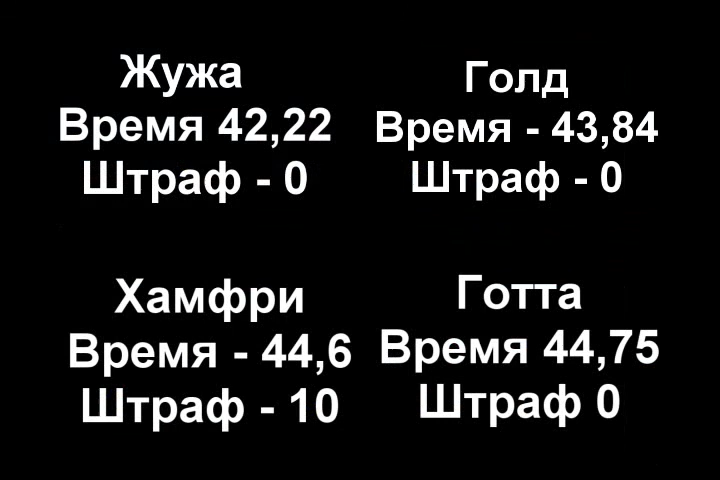 Жужа
Время 42,22
Штраф - 0
Голд
Время - 43,84
Штраф - 0
Хамфри
Время - 44,6
Штраф - 10
Готта
Время 44,75
Штраф 0